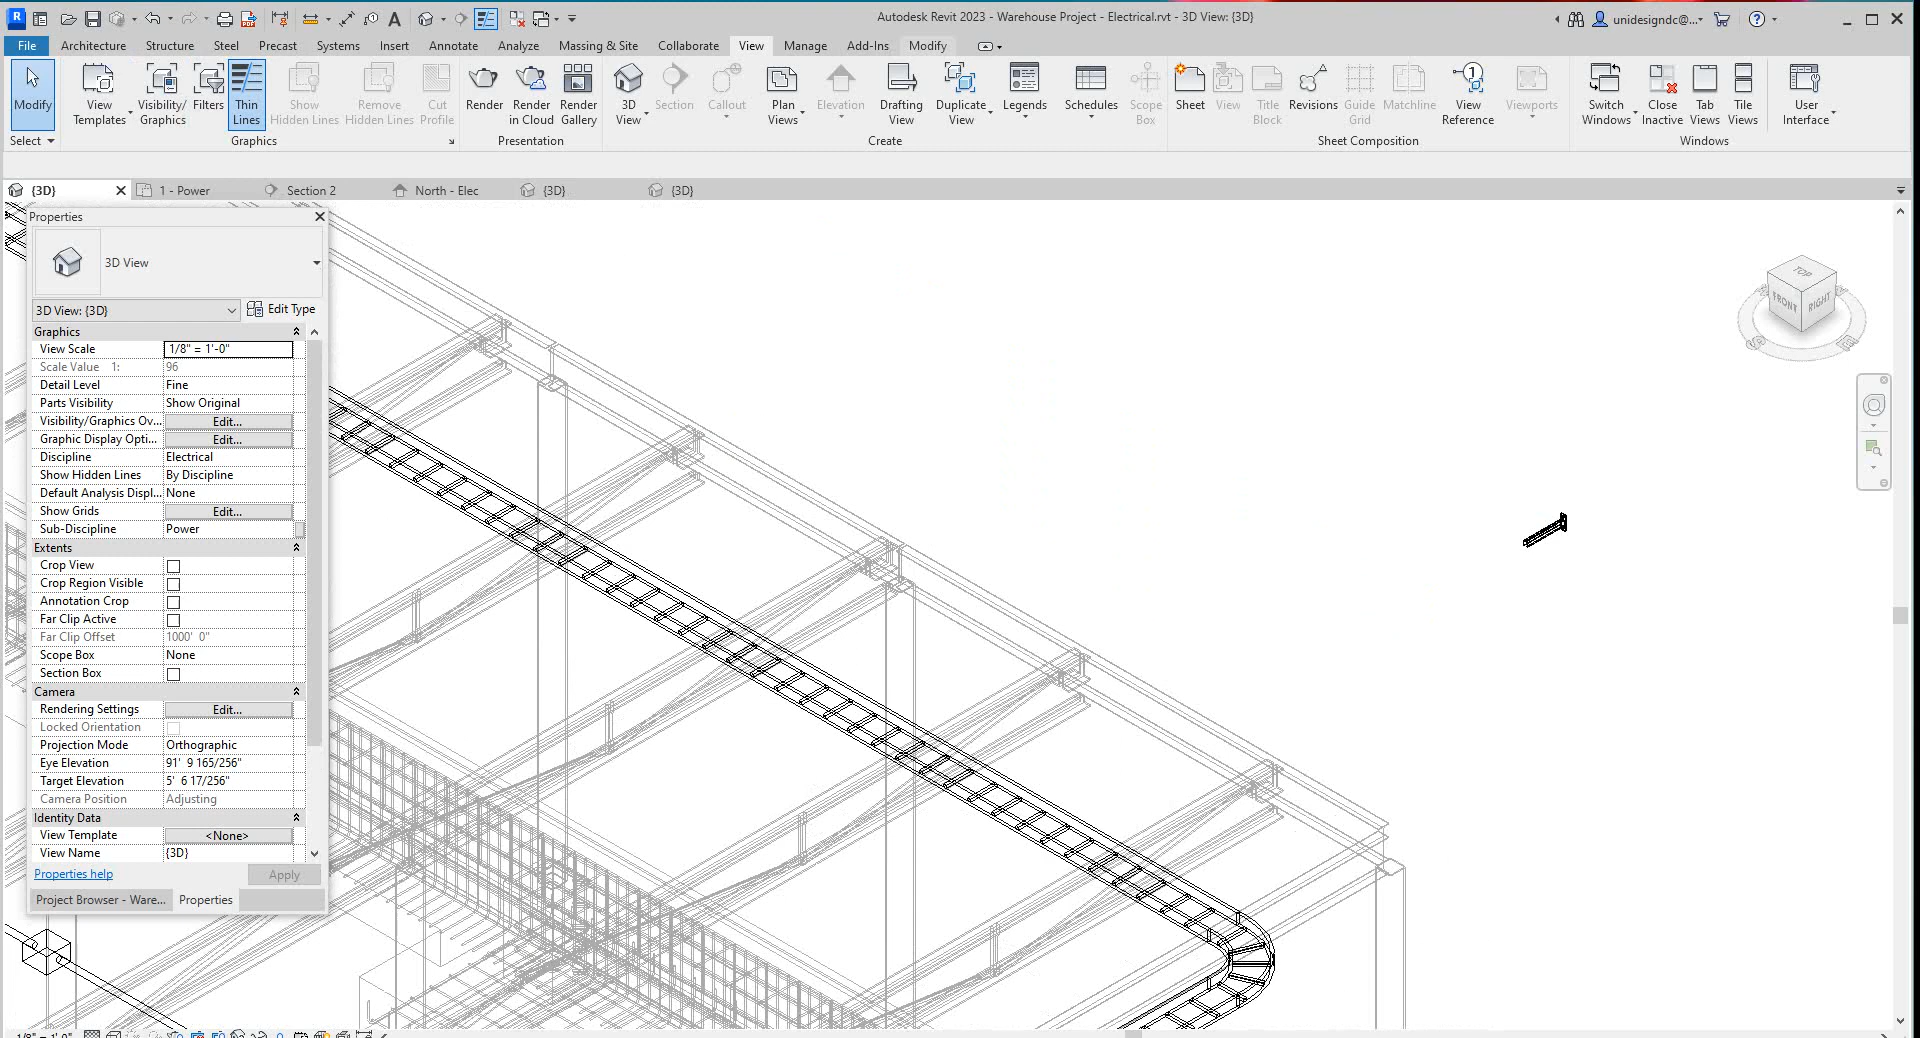 Autodesk Revit 2023 - Warehouse Project - Electrical.rvt - 3D View: {3D}
unidesigndc@...
File Architecture Structure Steel Precast Systems Insert Annotate Analyze Massing & Site Collaborate View Manage Add-Ins Modify
Modify
View Templates
Visibility/ Graphics
Filters
Thin Lines
Show Hidden Lines
Remove Hidden Lines
Cut Profile
Render
Render in Cloud
Render Gallery
3D View
Section
Callout
Plan Views
Elevation
Drafting View
Duplicate View
Legends
Schedules
Scope Box
Sheet
View
Title Block
Revisions
Guide Grid
Matchline
View Reference
Viewports
Switch Windows
Close Inactive
Tab Views
Tile Views
User Interface
Select Graphics Presentation Create Sheet Composition Windows
{3D} 1 - Power Section 2 North - Elec {3D} {3D}
Properties
3D View
3D View: {3D} Edit Type
Graphics
View Scale 1/8" = 1'-0"
Scale Value 1: 96
Detail Level Fine
Parts Visibility Show Original
Visibility/Graphics Ov... Edit...
Graphic Display Opti... Edit...
Discipline Electrical
Show Hidden Lines By Discipline
Default Analysis Displ... None
Show Grids Edit...
Sub-Discipline Power
Extents
Crop View
Crop Region Visible
Annotation Crop
Far Clip Active
Far Clip Offset 1000' 0"
Scope Box None
Section Box
Camera
Rendering Settings Edit...
Locked Orientation
Projection Mode Orthographic
Eye Elevation 91' 9 165/256"
Target Elevation 5' 6 17/256"
Camera Position Adjusting
Identity Data
View Template <None>
View Name {3D}
Properties help Apply
Project Browser - Ware... Properties
TOP
FRONT RIGHT
1/8" = 1'-0"